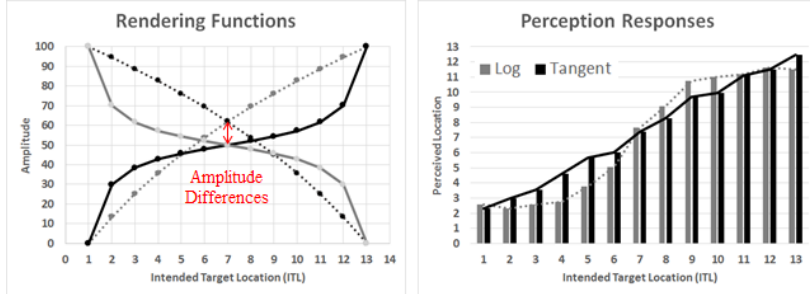 Rendering Functions
100
90
80
70
60
50
40
30
20
10
0
Amplitude
Amplitude
Differences
0 1 2 3 4 5 6 7 8 9 10 11 12 13 14
Intended Target Location (ITL)
Perception Responses
13
12
11
10
9
8
7
6
5
4
3
2
1
0
Perceived Location
Log Tangent
1 2 3 4 5 6 7 8 9 10 11 12 13
Intended Target Location (ITL)